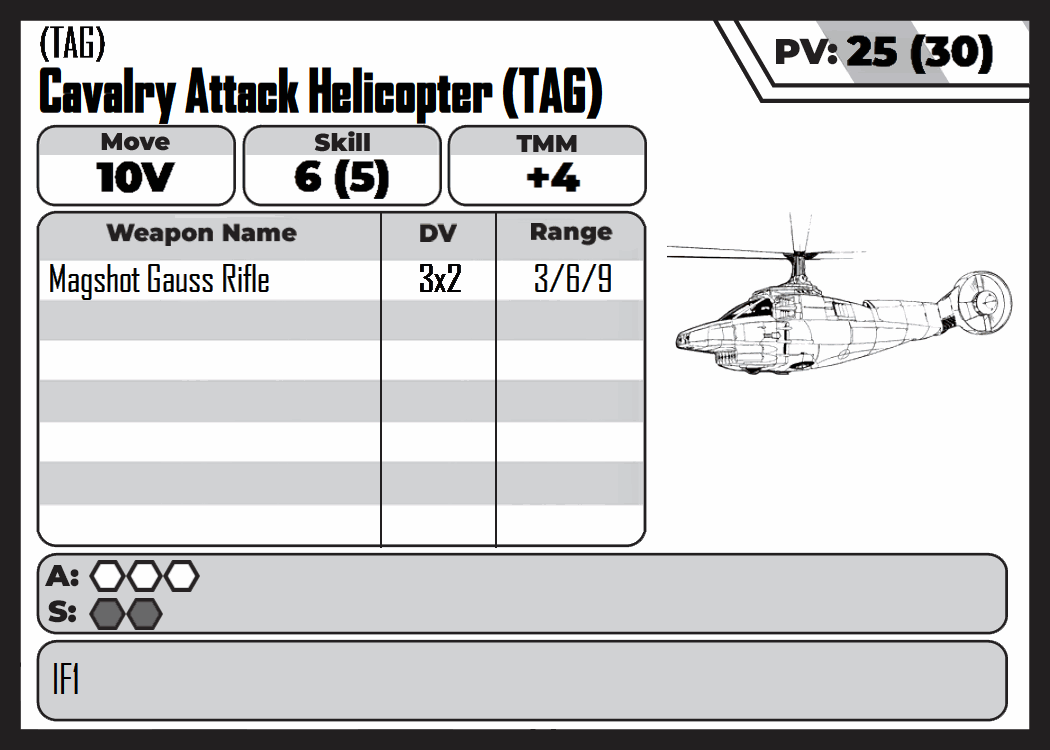 (TAG)
Cavalry Attack Helicopter (TAG)
PV: 25 (30)
Move Skill TMM
10V 6 (5) +4
Weapon Name DV Range
Magshot Gauss Rifle 3x2 3/6/9
A:
S:
IF1